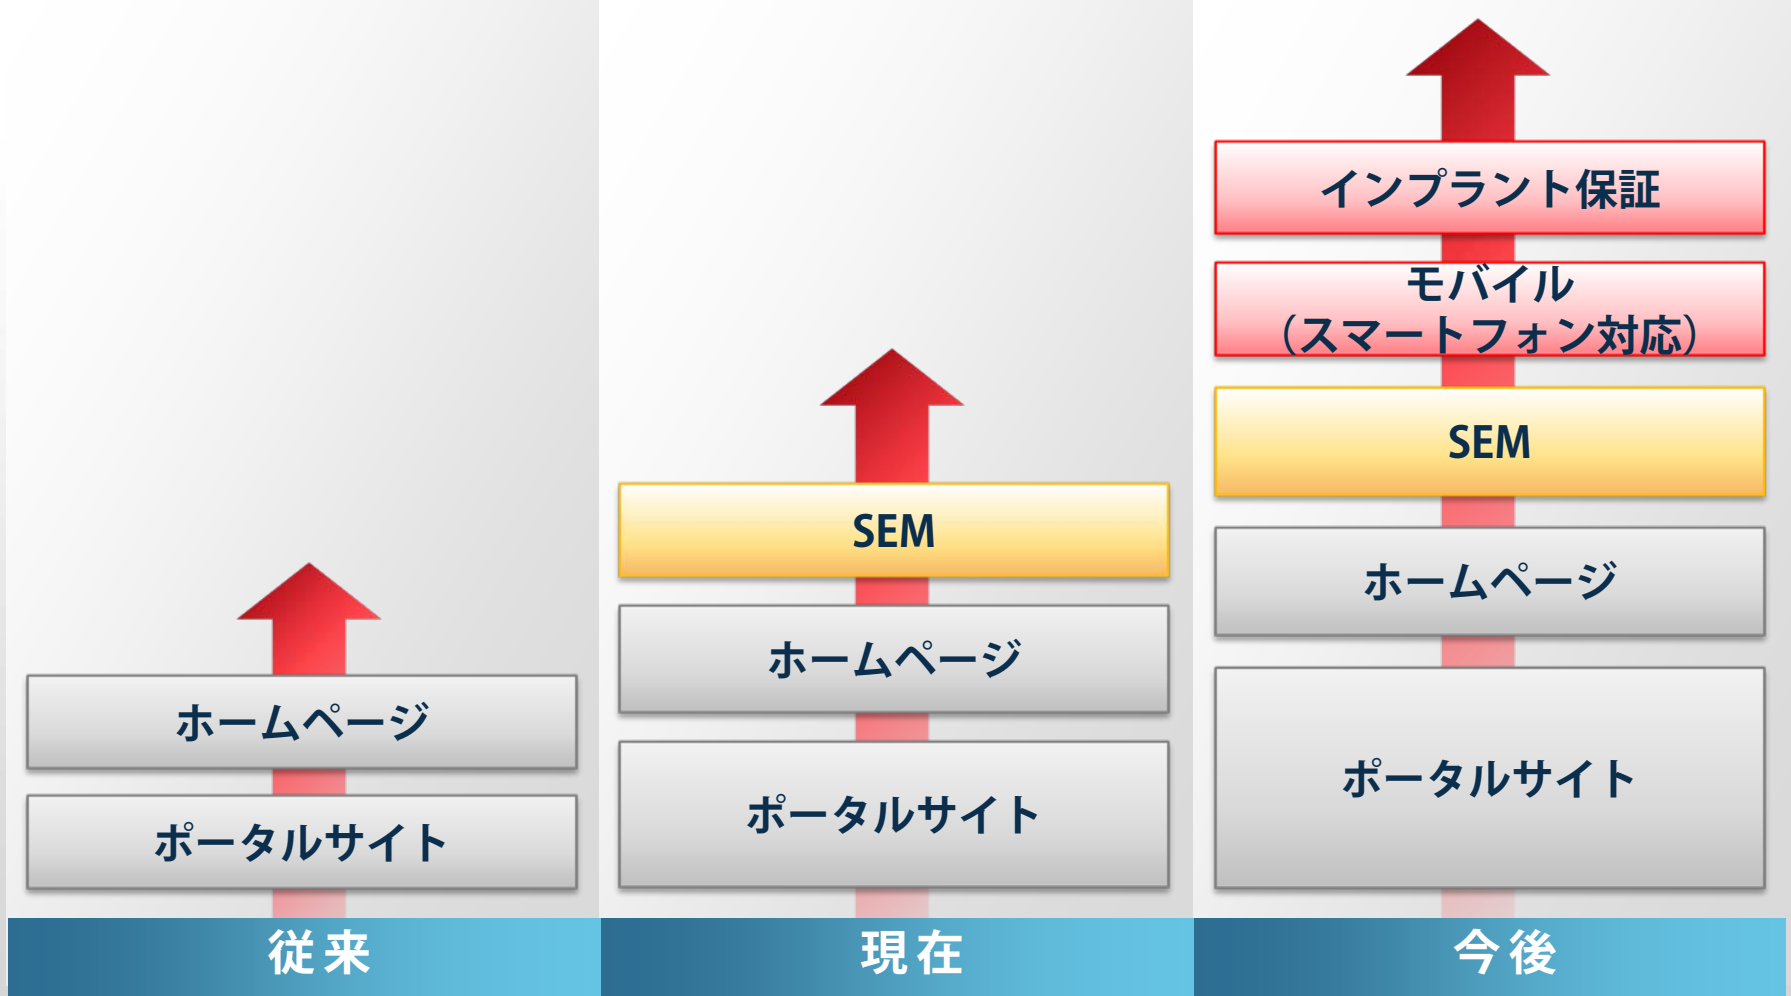 ホームページ
ポータルサイト
従来
SEM
ホームページ
ポータルサイト
現在
インプラント保証
モバイル
（スマートフォン対応）
SEM
ホームページ
ポータルサイト
今後